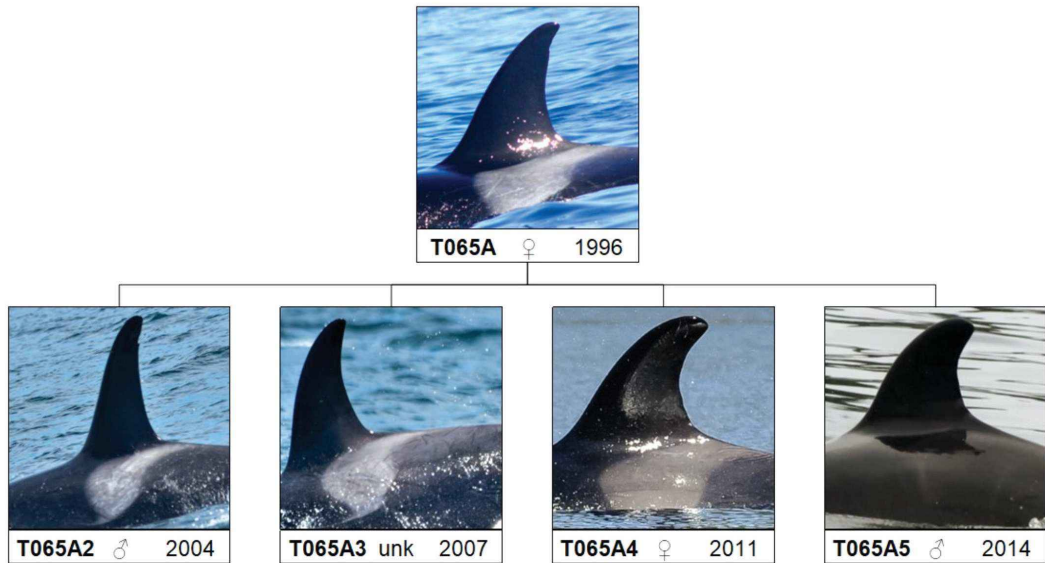 T065A ♀ 1996
T065A2 ♂ 2004
T065A3 unk 2007
T065A4 ♀ 2011
T065A5 ♂ 2014